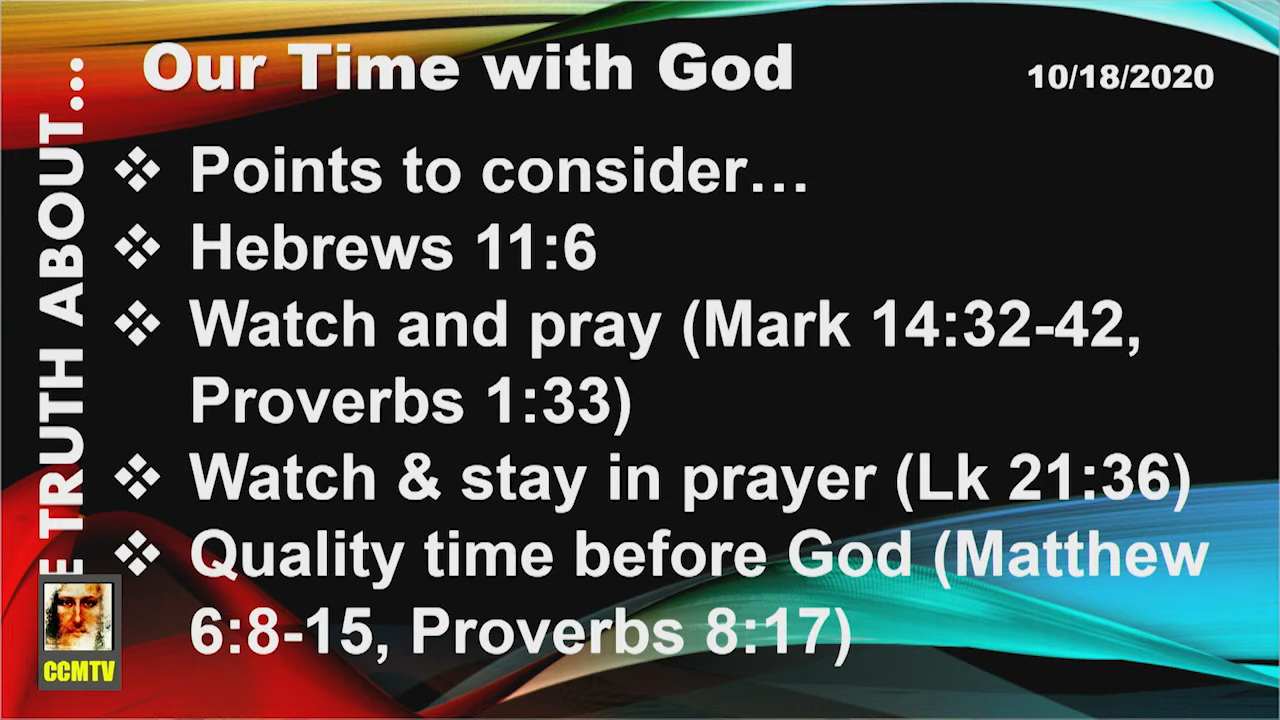 Our Time with God
10/18/2020
E TRUTH ABOUT...
❖ Points to consider…
❖ Hebrews 11:6
❖ Watch and pray (Mark 14:32-42,
Proverbs 1:33)
❖ Watch & stay in prayer (Lk 21:36)
❖ Quality time before God (Matthew
6:8-15, Proverbs 8:17)
CCMTV